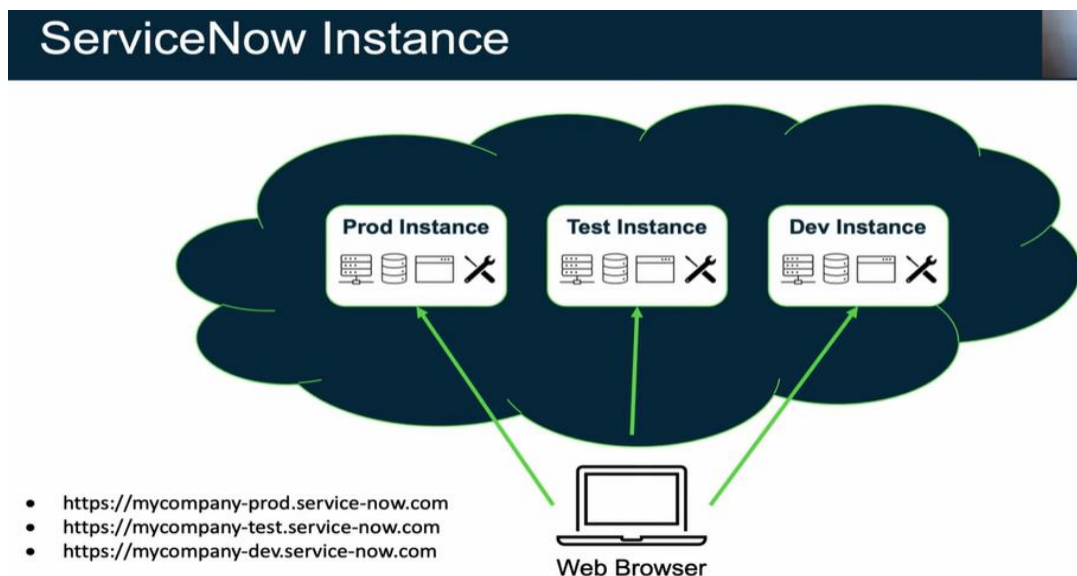 ServiceNow Instance
Prod Instance
Test Instance
Dev Instance
• https://mycompany-prod.service-now.com
• https://mycompany-test.service-now.com
• https://mycompany-dev.service-now.com
Web Browser